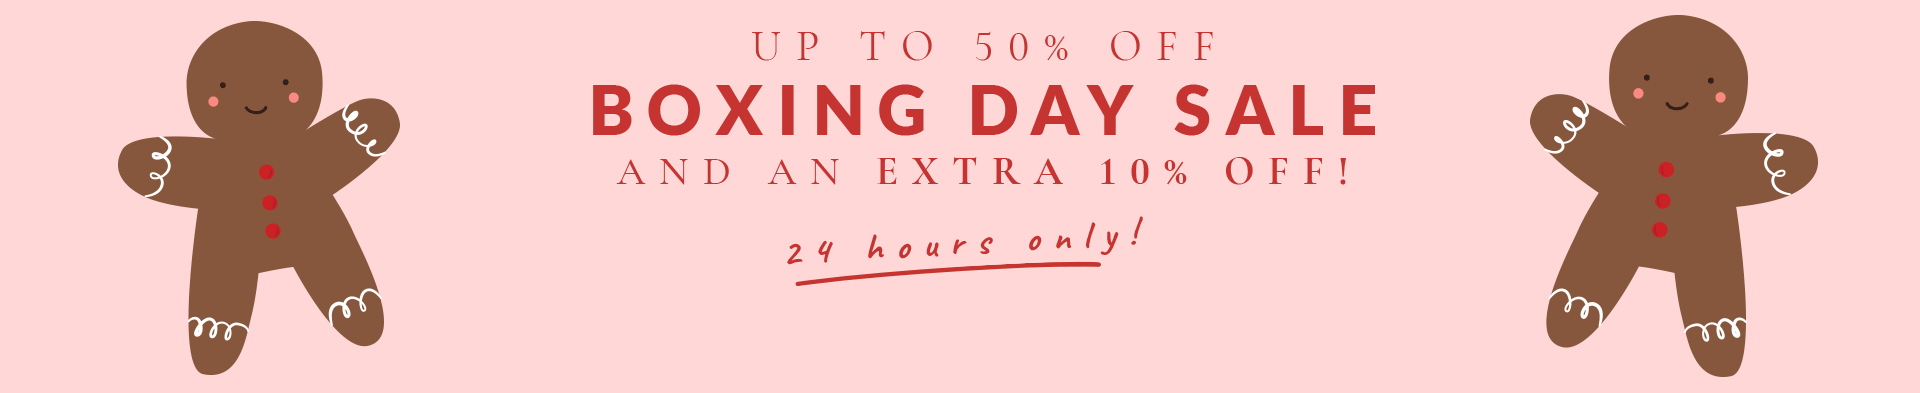 UP TO 50% OFF
BOXING DAY SALE
AND AN EXTRA 10% OFF!
24 hours only!